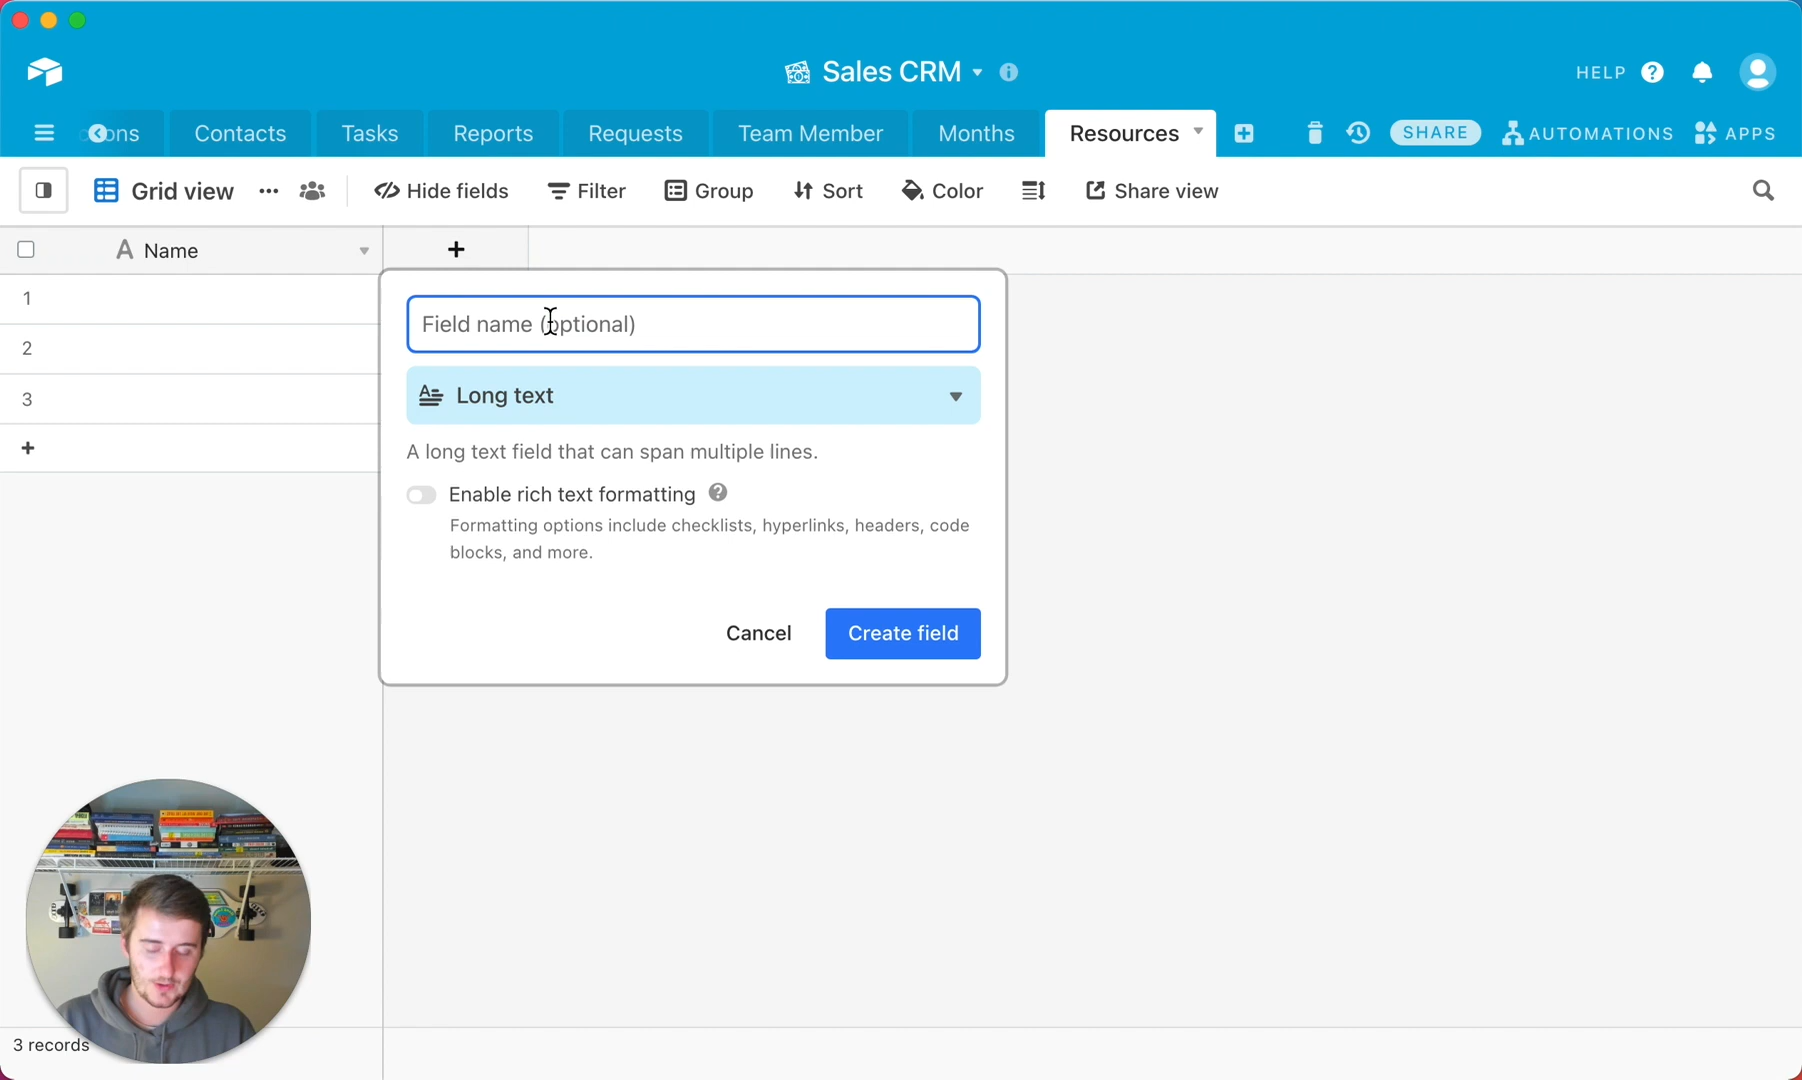 Sales CRM
HELP
ons
Contacts
Tasks
Reports
Requests
Team Member
Months
Resources
SHARE
AUTOMATIONS
APPS
Grid view
Hide fields
Filter
Group
Sort
Color
Share view
A Name
1
2
3
Field name (optional)
Long text
A long text field that can span multiple lines.
Enable rich text formatting
Formatting options include checklists, hyperlinks, headers, code
blocks, and more.
Cancel
Create field
3 records